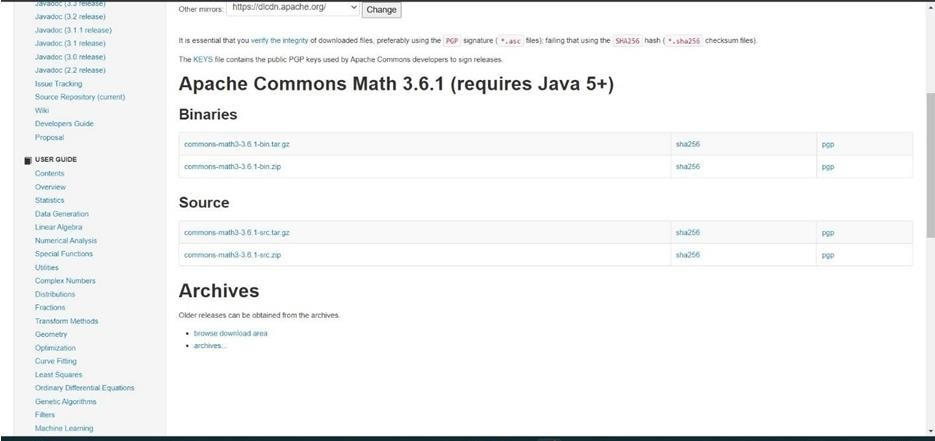 Javadoc (3.3 release)
Javadoc (3.2 release)
Javadoc (3.1.1 release)
Javadoc (3.1 release)
Javadoc (3.0 release)
Javadoc (2.2 release)
Issue Tracking
Source Repository (current)
Wiki
Developers Guide
Proposal
USER GUIDE
Contents
Overview
Statistics
Data Generation
Linear Algebra
Numerical Analysis
Special Functions
Utilities
Complex Numbers
Distributions
Fractions
Transform Methods
Geometry
Optimization
Curve Fitting
Least Squares
Ordinary Differential Equations
Genetic Algorithms
Filters
Machine Learning
Other mirrors: https://dlcdn.apache.org/ Change
It is essential that you verify the integrity of downloaded files, preferably using the PGP signature ( *.asc files); failing that using the SHA256 hash ( *.sha256 checksum files).
The KEYS file contains the public PGP keys used by Apache Commons developers to sign releases.
Apache Commons Math 3.6.1 (requires Java 5+)
Binaries
commons-math3-3.6.1-bin.tar.gz sha256 pgp
commons-math3-3.6.1-bin.zip sha256 pgp
Source
commons-math3-3.6.1-src.tar.gz sha256 pgp
commons-math3-3.6.1-src.zip sha256 pgp
Archives
Older releases can be obtained from the archives.
browse download area
archives...